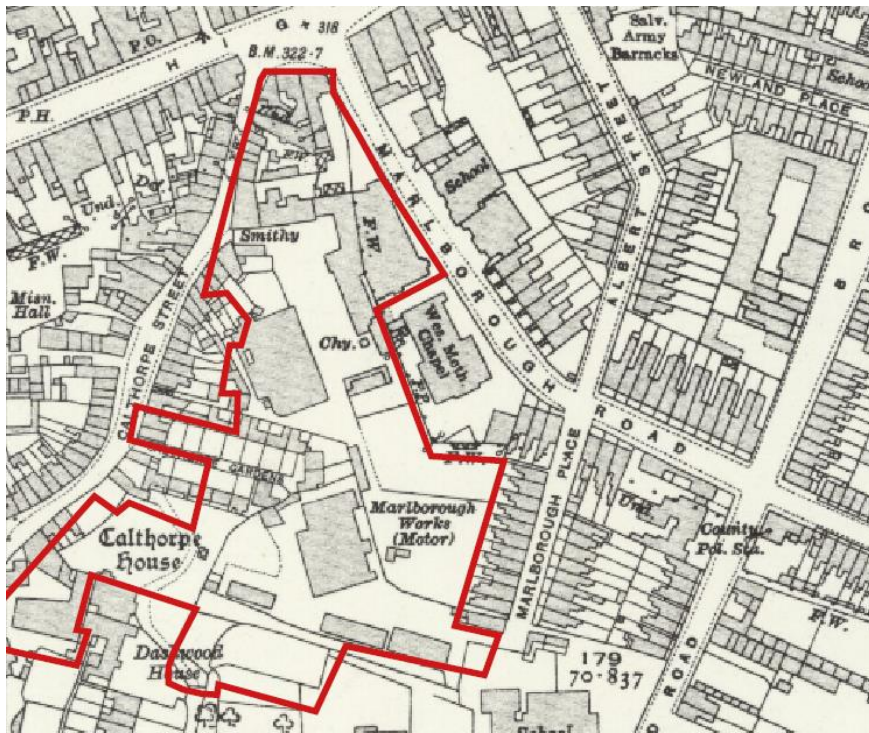 P.O.
H I G H
318
B.M. 322·7
Salv.
Army
Barracks
School
NEWLAND PLACE
P.H.
School
MARLBOROUGH ROAD
ALBERT STREET
Und.
Smithy
P.W.
P.W.
Misn.
Hall
CALTHORPE STREET
Chy.
Wes. Meth.
Chapel
GARDENS
MARLBOROUGH PLACE
Marlborough
Works
(Motor)
Und.
County
Pol. Sta.
Calthorpe
House
Dashwood
House
P.W.
179
70·837
ROAD
School